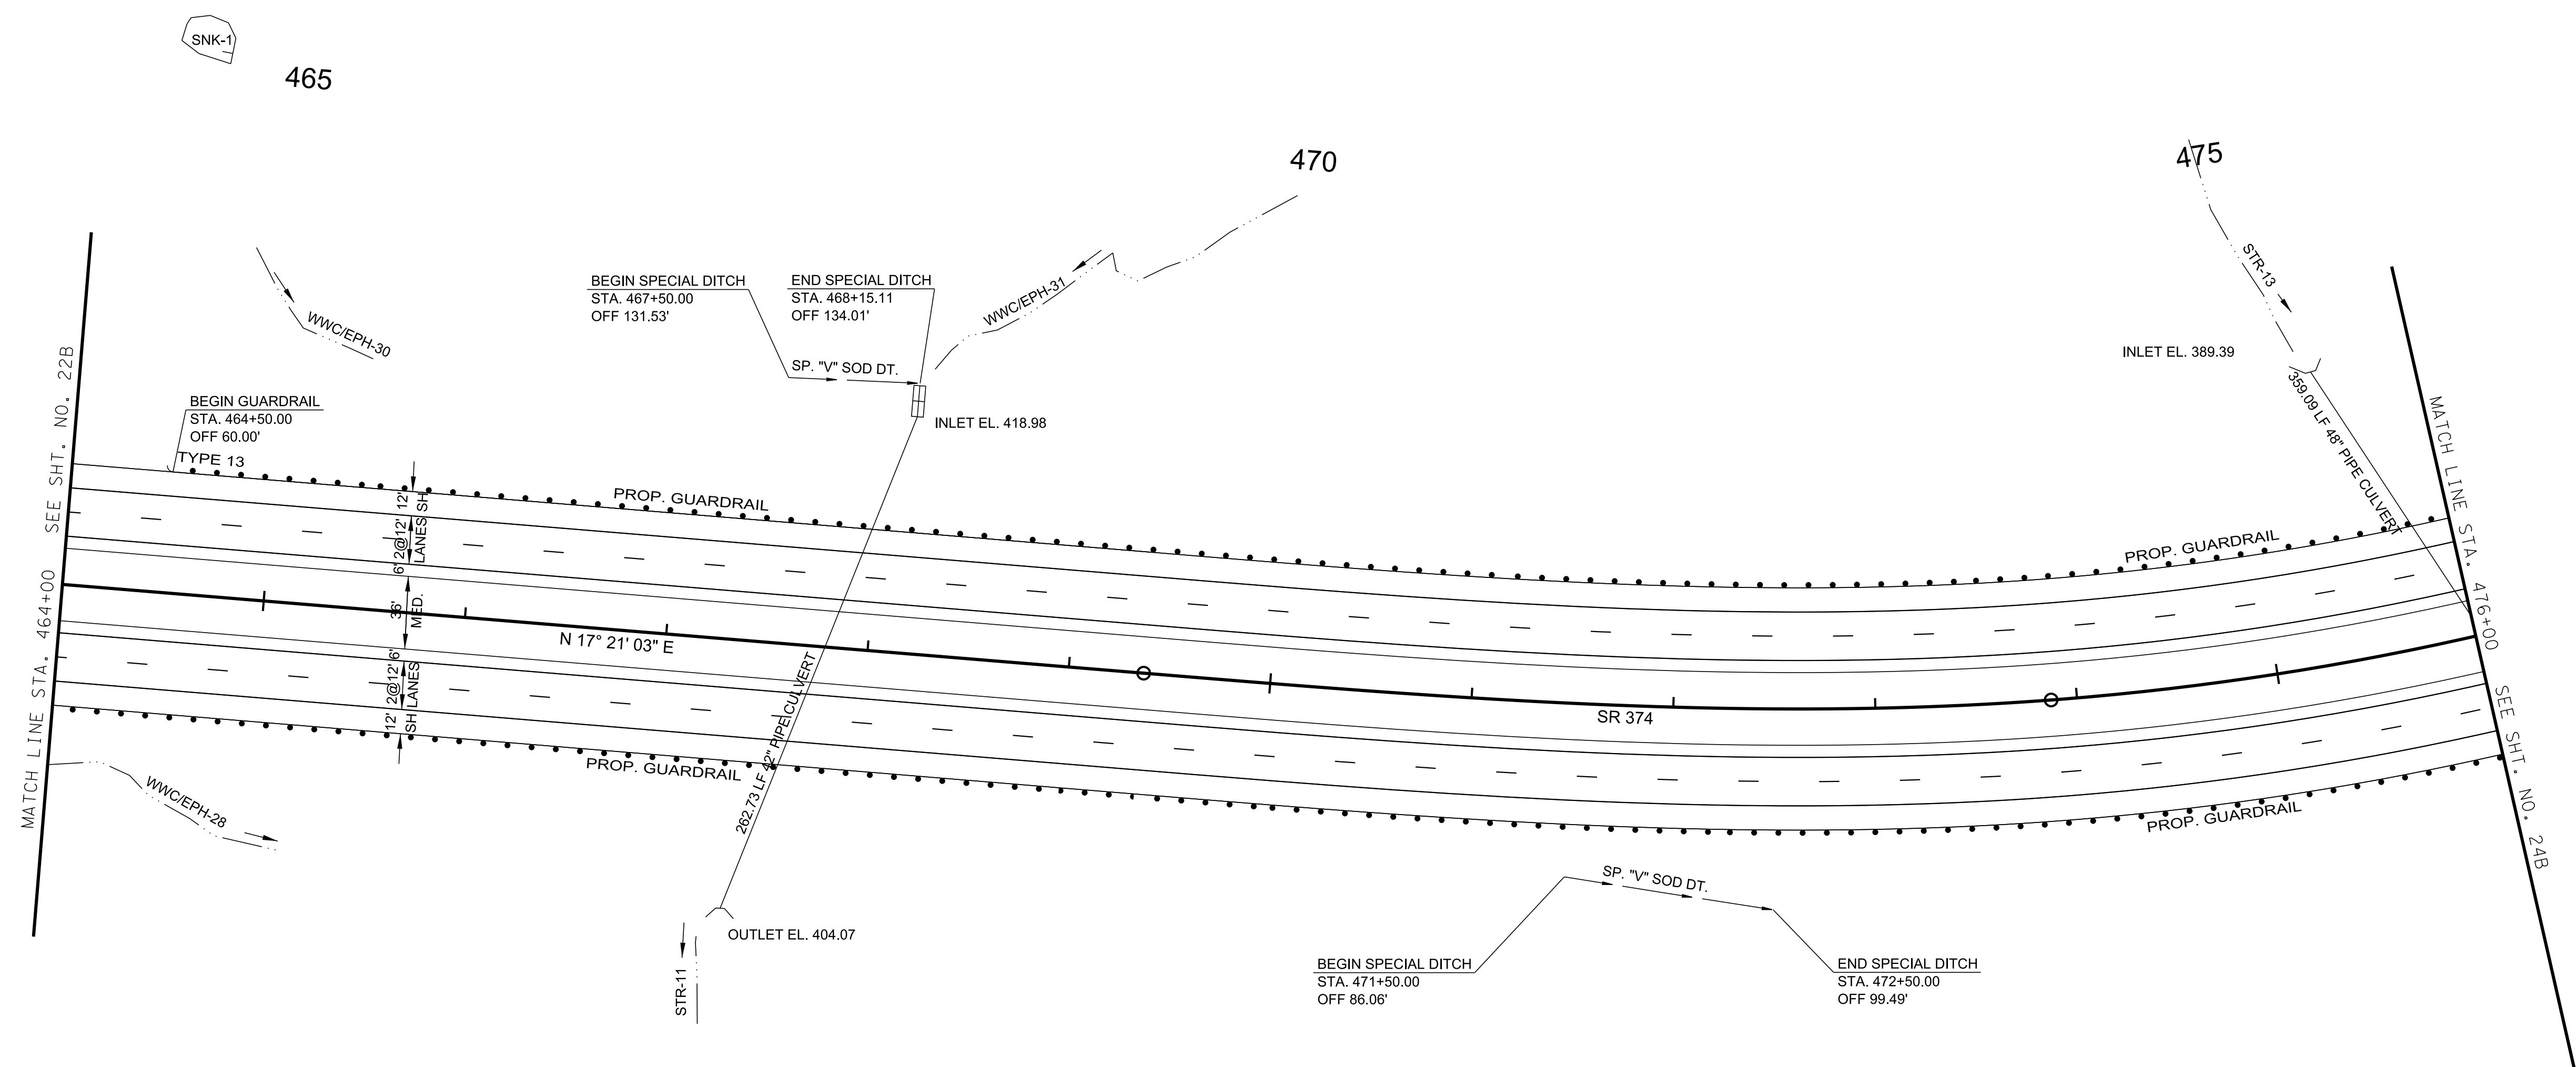 SNK-1
465
470
475
STR-13
WWC/EPH-30
BEGIN SPECIAL DITCH
STA. 467+50.00
OFF 131.53'
END SPECIAL DITCH
STA. 468+15.11
OFF 134.01'
WWC/EPH-31
SP. "V" SOD DT.
INLET EL. 418.98
INLET EL. 389.39
359.09 LF 48" PIPE CULVERT
BEGIN GUARDRAIL
STA. 464+50.00
OFF 60.00'
TYPE 13
MATCH LINE STA. 464+00 SEE SHT. NO. 22B
PROP. GUARDRAIL
PROP. GUARDRAIL
MATCH LINE STA. 476+00 SEE SHT. NO. 24B
12'
SH
2@12'
LANES
6'
36'
MED.
6'
2@12'
LANES
12'
SH
N 17° 21' 03" E
SR 374
262.73 LF 42" PIPE CULVERT
PROP. GUARDRAIL
PROP. GUARDRAIL
WWC/EPH-28
SP. "V" SOD DT.
OUTLET EL. 404.07
STR-11
BEGIN SPECIAL DITCH
STA. 471+50.00
OFF 86.06'
END SPECIAL DITCH
STA. 472+50.00
OFF 99.49'